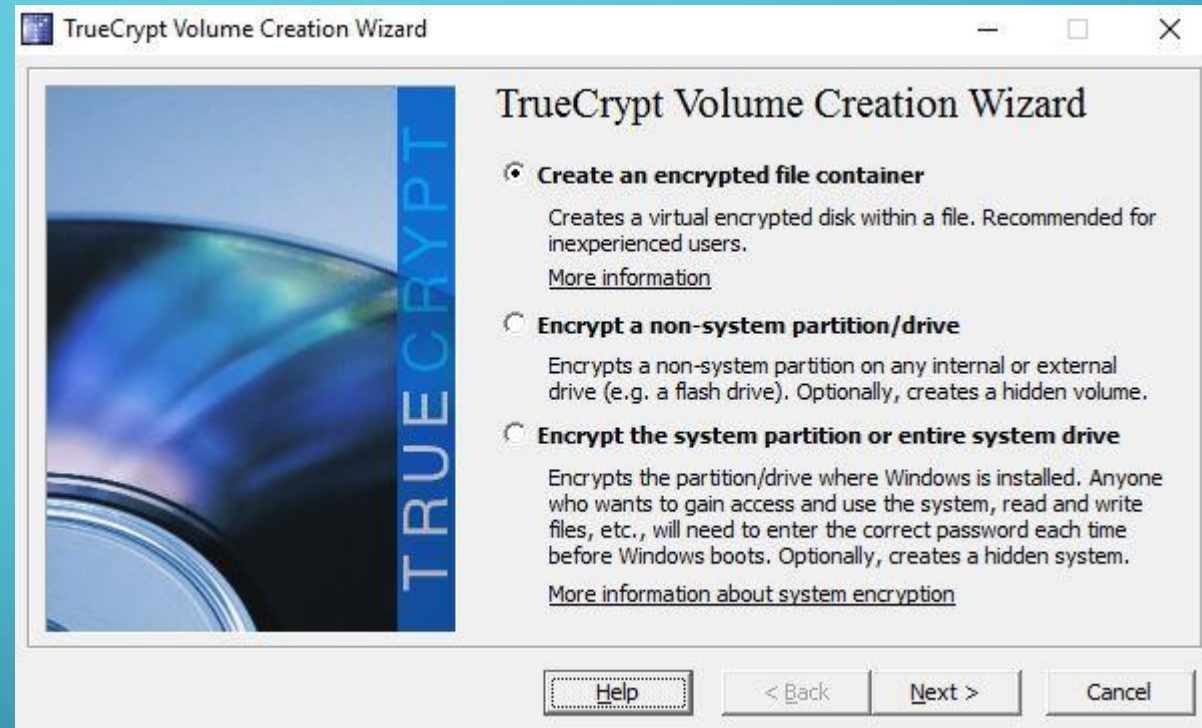 TrueCrypt Volume Creation Wizard
TRUECRYPT
TrueCrypt Volume Creation Wizard
Create an encrypted file container
Creates a virtual encrypted disk within a file. Recommended for
inexperienced users.
More information
Encrypt a non-system partition/drive
Encrypts a non-system partition on any internal or external
drive (e.g. a flash drive). Optionally, creates a hidden volume.
Encrypt the system partition or entire system drive
Encrypts the partition/drive where Windows is installed. Anyone
who wants to gain access and use the system, read and write
files, etc., will need to enter the correct password each time
before Windows boots. Optionally, creates a hidden system.
More information about system encryption
Help < Back Next > Cancel